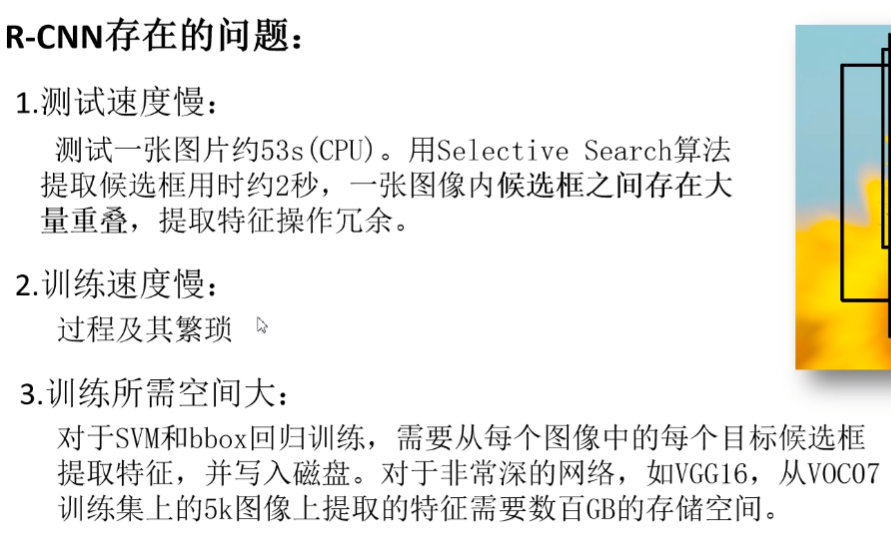 R-CNN存在的问题：
1.测试速度慢：
测试一张图片约53s(CPU)。用Selective Search算法
提取候选框用时约2秒，一张图像内候选框之间存在大
量重叠，提取特征操作冗余。
2.训练速度慢：
过程及其繁琐
3.训练所需空间大：
对于SVM和bbox回归训练，需要从每个图像中的每个目标候选框
提取特征，并写入磁盘。对于非常深的网络，如VGG16，从VOC07
训练集上的5k图像上提取的特征需要数百GB的存储空间。